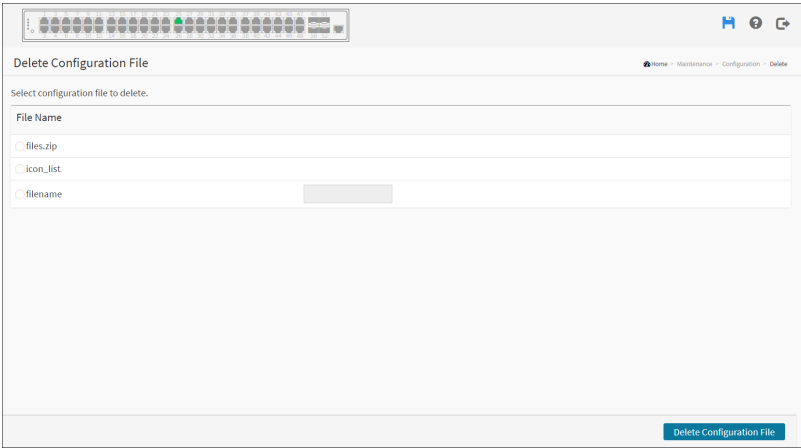 Delete Configuration File
Home > Maintenance > Configuration > Delete
Select configuration file to delete.
File Name
files.zip
icon_list
filename
Delete Configuration File